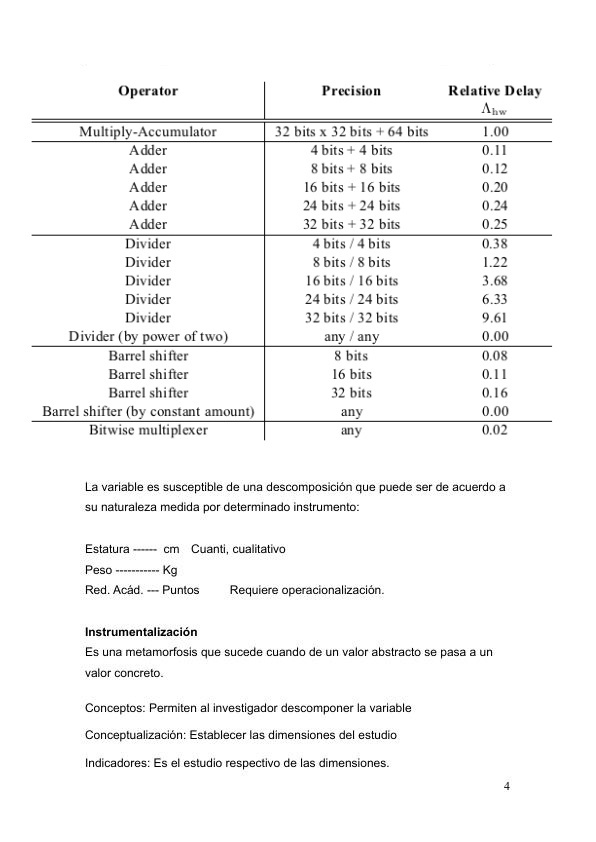 Operator Precision Relative Delay
Λhw
Multiply-Accumulator 32 bits x 32 bits + 64 bits 1.00
Adder 4 bits + 4 bits 0.11
Adder 8 bits + 8 bits 0.12
Adder 16 bits + 16 bits 0.20
Adder 24 bits + 24 bits 0.24
Adder 32 bits + 32 bits 0.25
Divider 4 bits / 4 bits 0.38
Divider 8 bits / 8 bits 1.22
Divider 16 bits / 16 bits 3.68
Divider 24 bits / 24 bits 6.33
Divider 32 bits / 32 bits 9.61
Divider (by power of two) any / any 0.00
Barrel shifter 8 bits 0.08
Barrel shifter 16 bits 0.11
Barrel shifter 32 bits 0.16
Barrel shifter (by constant amount) any 0.00
Bitwise multiplexer any 0.02
La variable es susceptible de una descomposición que puede ser de acuerdo a
su naturaleza medida por determinado instrumento:
Estatura ------ cm Cuanti, cualitativo
Peso ----------- Kg
Red. Acád. --- Puntos Requiere operacionalización.
Instrumentalización
Es una metamorfosis que sucede cuando de un valor abstracto se pasa a un
valor concreto.
Conceptos: Permiten al investigador descomponer la variable
Conceptualización: Establecer las dimensiones del estudio
Indicadores: Es el estudio respectivo de las dimensiones.
4